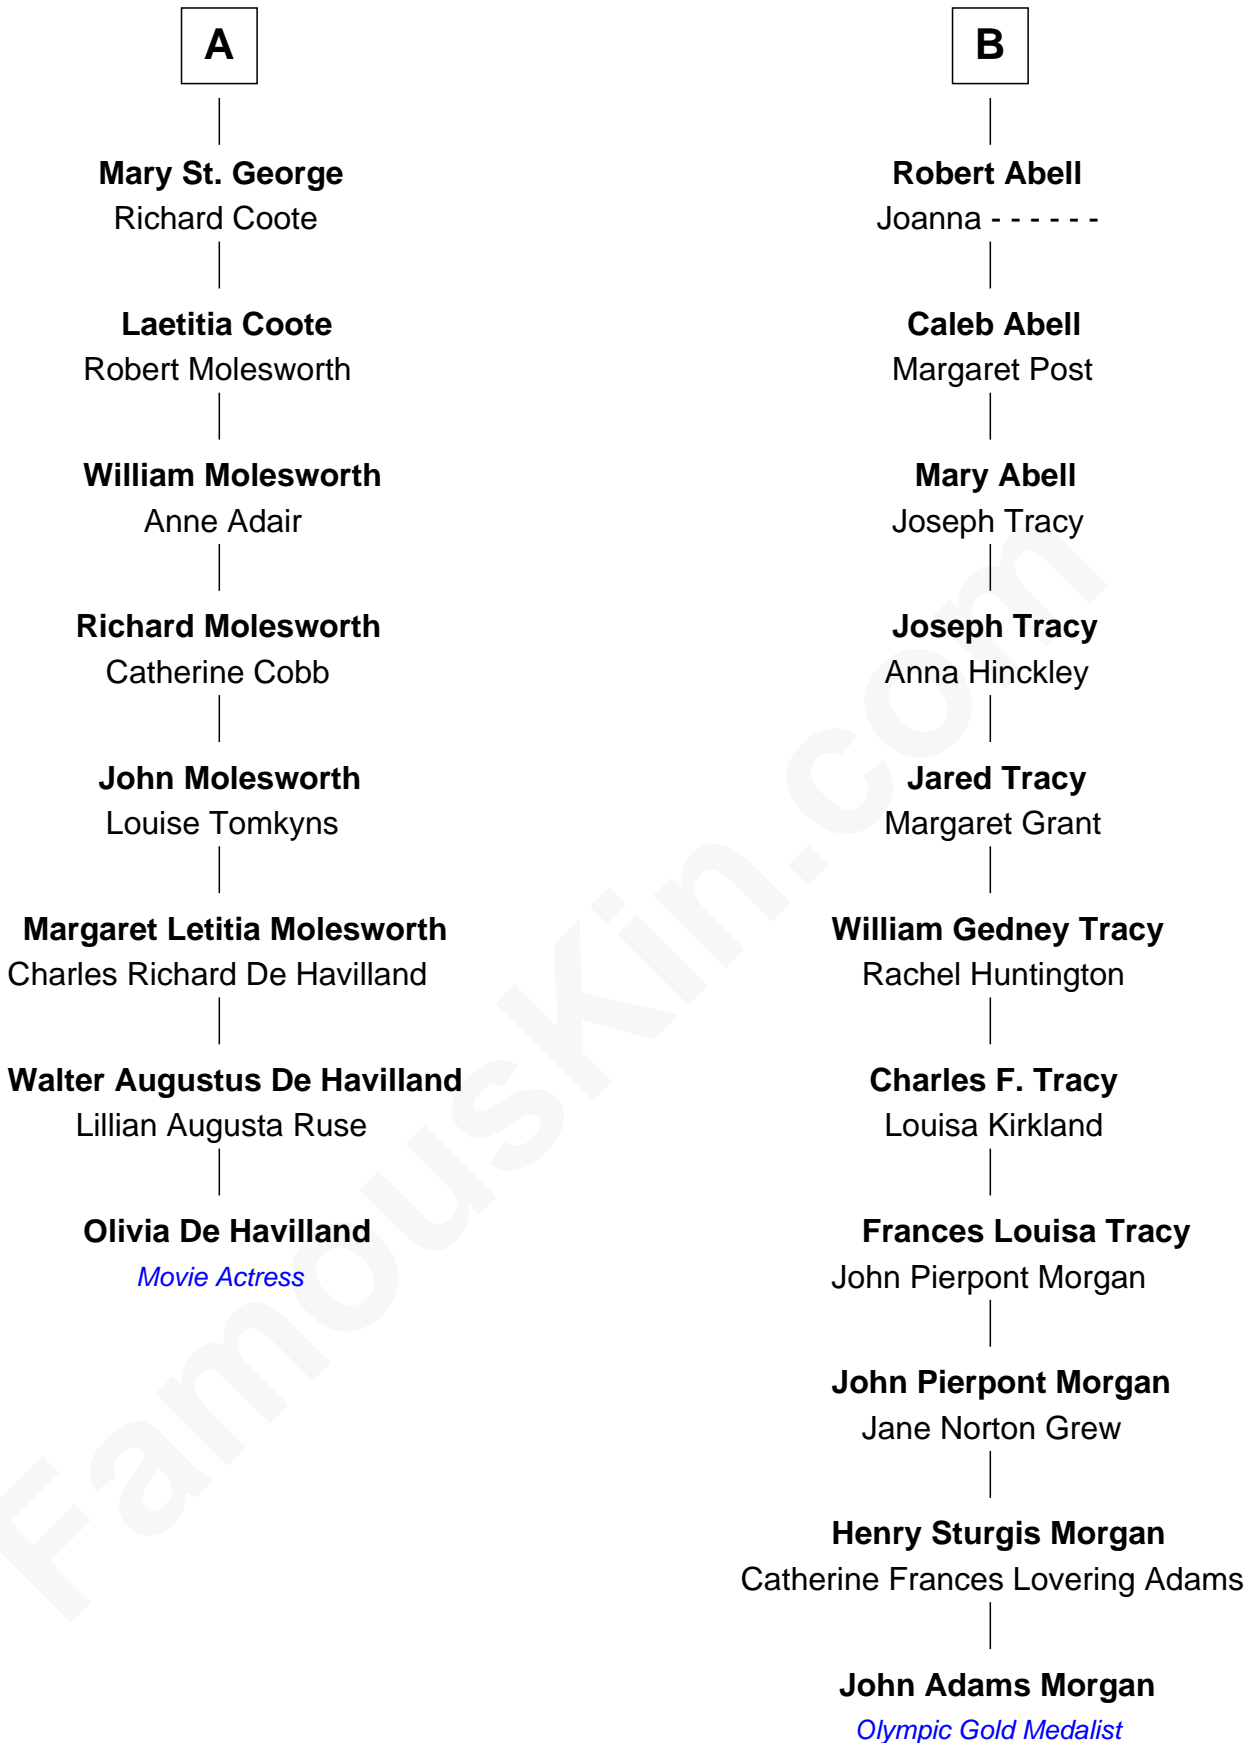 A
Mary St. George
Richard Coote
Laetitia Coote
Robert Molesworth
William Molesworth
Anne Adair
Richard Molesworth
Catherine Cobb
John Molesworth
Louise Tomkyns
Margaret Letitia Molesworth
Charles Richard De Havilland
Walter Augustus De Havilland
Lillian Augusta Ruse
Olivia De Havilland
Movie Actress
B
Robert Abell
Joanna - - - - - -
Caleb Abell
Margaret Post
Mary Abell
Joseph Tracy
Joseph Tracy
Anna Hinckley
Jared Tracy
Margaret Grant
William Gedney Tracy
Rachel Huntington
Charles F. Tracy
Louisa Kirkland
Frances Louisa Tracy
John Pierpont Morgan
John Pierpont Morgan
Jane Norton Grew
Henry Sturgis Morgan
Catherine Frances Lovering Adams
John Adams Morgan
Olympic Gold Medalist
FamousKin.com